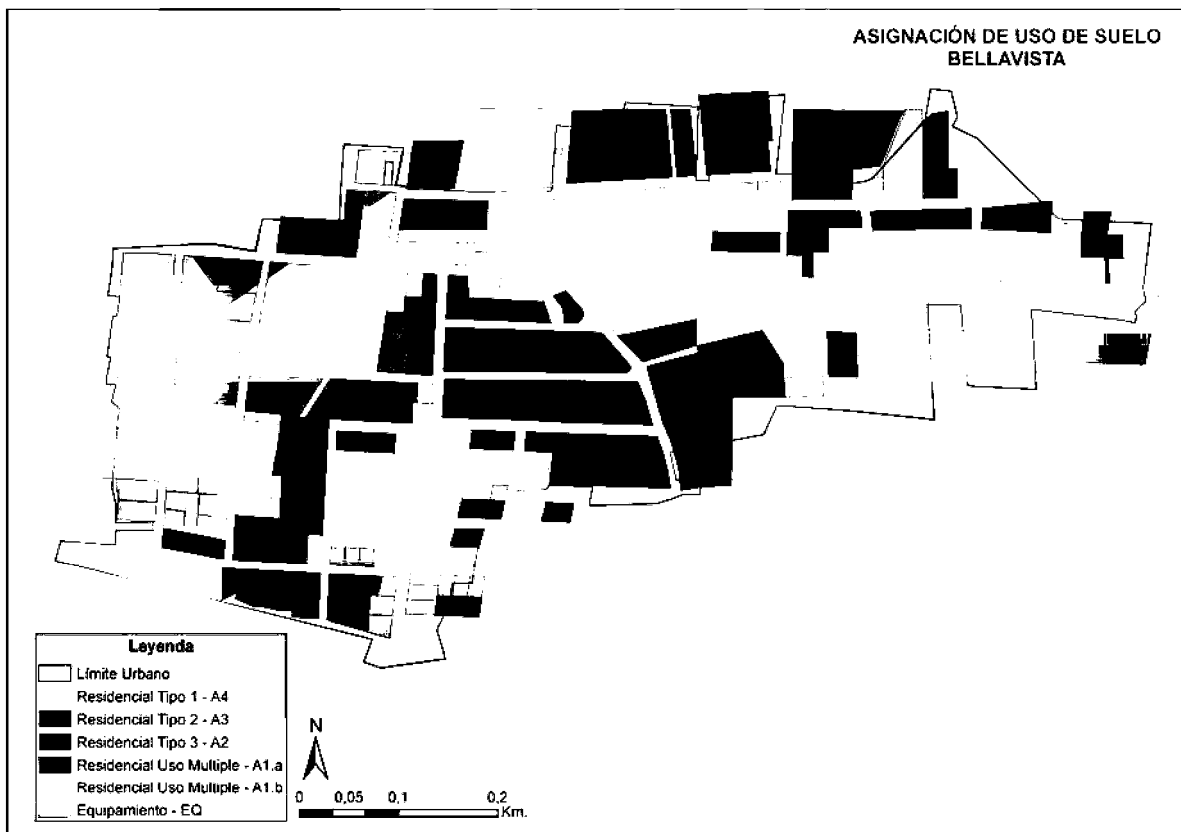 ASIGNACIÓN DE USO DE SUELO
BELLAVISTA
Leyenda
Límite Urbano
Residencial Tipo 1 - A4
Residencial Tipo 2 - A3
Residencial Tipo 3 - A2
Residencial Uso Multiple - A1.a
Residencial Uso Multiple - A1.b
Equipamiento - EQ
N
0 0,05 0,1 0,2
Km.